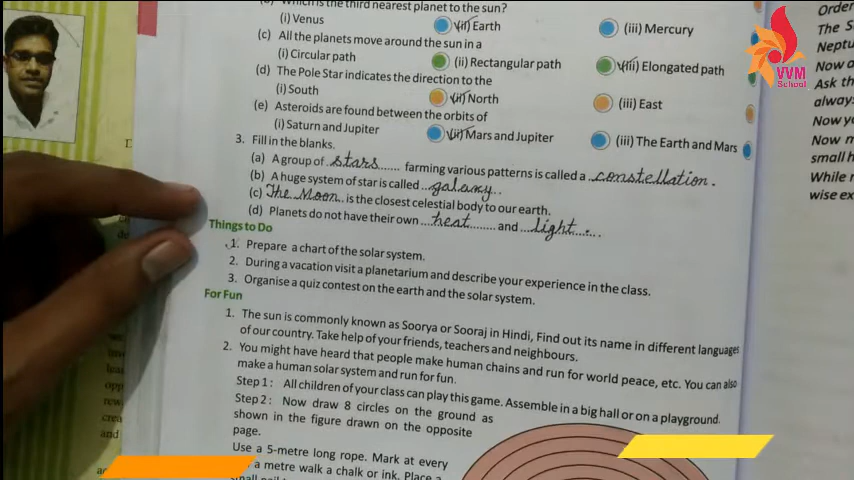 Which is the third nearest planet to the sun?
(i) Venus (ii) Earth (iii) Mercury
(c) All the planets move around the sun in a
(i) Circular path (ii) Rectangular path (iii) Elongated path
(d) The Pole Star indicates the direction to the
(i) South (ii) North (iii) East
(e) Asteroids are found between the orbits of
(i) Saturn and Jupiter (ii) Mars and Jupiter (iii) The Earth and Mars
3. Fill in the blanks.
(a) A group of ..stars...... farming various patterns is called a ..constellation.
(b) A huge system of star is called ..galaxy..
(c) The Moon.. is the closest celestial body to our earth.
(d) Planets do not have their own ...heat........ and ...light......
Things to Do
1. Prepare a chart of the solar system.
2. During a vacation visit a planetarium and describe your experience in the class.
3. Organise a quiz contest on the earth and the solar system.
For Fun
1. The sun is commonly known as Soorya or Sooraj in Hindi, Find out its name in different languages
of our country. Take help of your friends, teachers and neighbours.
2. You might have heard that people make human chains and run for world peace, etc. You can also
make a human solar system and run for fun.
Step 1: All children of your class can play this game. Assemble in a big hall or on a playground.
Step 2: Now draw 8 circles on the ground as
shown in the figure drawn on the opposite
page.
Use a 5-metre long rope. Mark at every
a metre walk a chalk or ink. Place a
VVM
School
Order
The S
Neptu
Now a
Ask th
alway
Now yo
Now m
small h
While r
wise ex
and